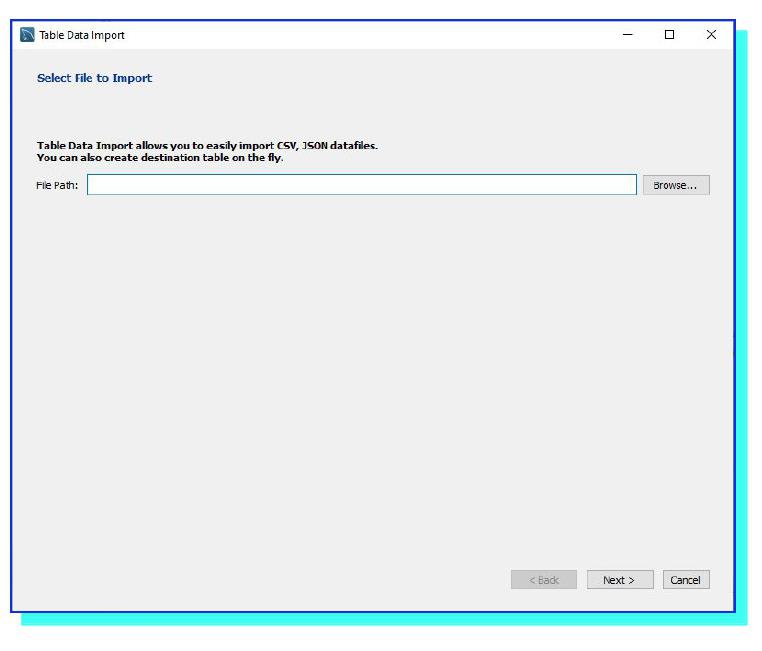 Table Data Import
Select File to Import
Table Data Import allows you to easily import CSV, JSON datafiles.
You can also create destination table on the fly.
File Path:
Browse...
< Back
Next >
Cancel